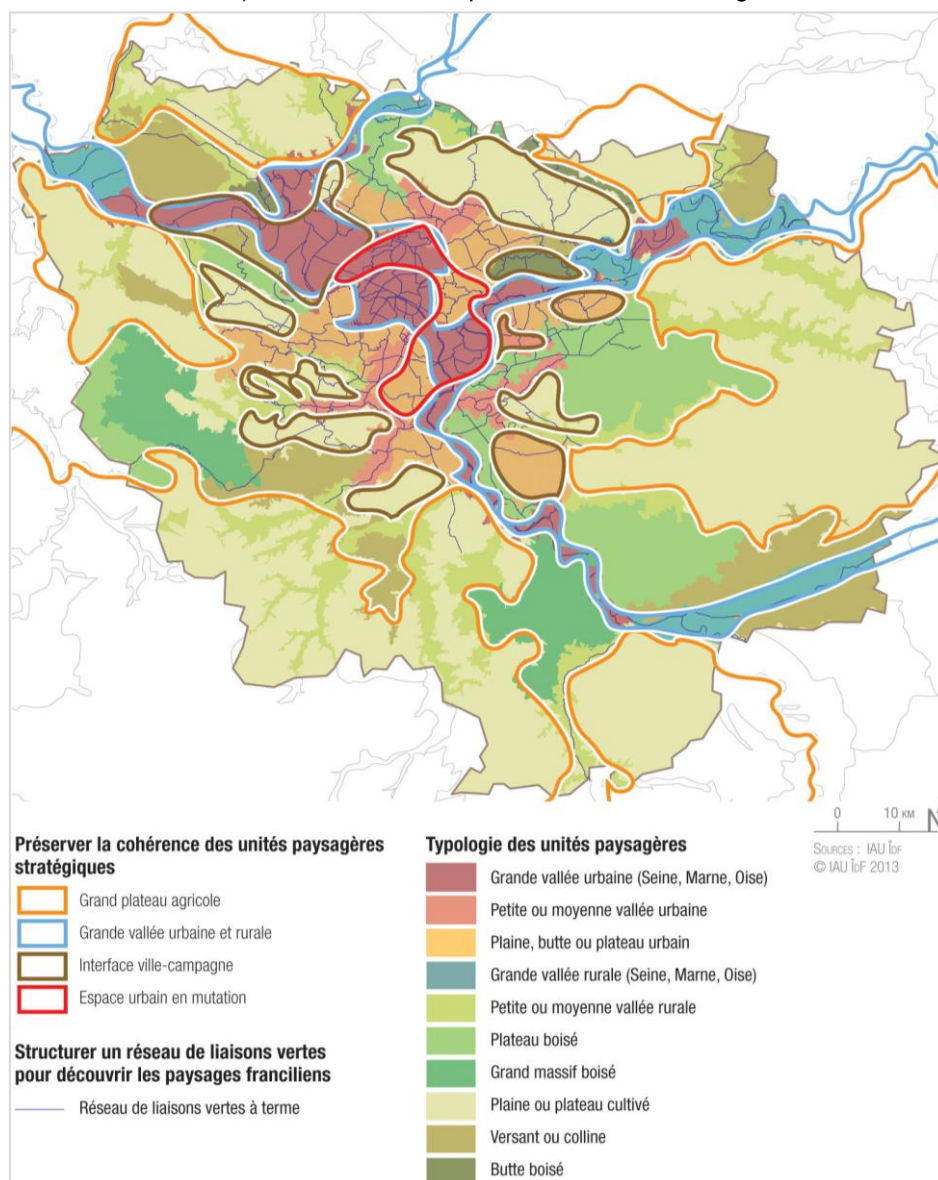 0 10 KM N
SOURCES : IAU ÎDF
© IAU ÎDF 2013
Préserver la cohérence des unités paysagères
stratégiques
Grand plateau agricole
Grande vallée urbaine et rurale
Interface ville-campagne
Espace urbain en mutation
Structurer un réseau de liaisons vertes
pour découvrir les paysages franciliens
Réseau de liaisons vertes à terme
Typologie des unités paysagères
Grande vallée urbaine (Seine, Marne, Oise)
Petite ou moyenne vallée urbaine
Plaine, butte ou plateau urbain
Grande vallée rurale (Seine, Marne, Oise)
Petite ou moyenne vallée rurale
Plateau boisé
Grand massif boisé
Plaine ou plateau cultivé
Versant ou colline
Butte boisé